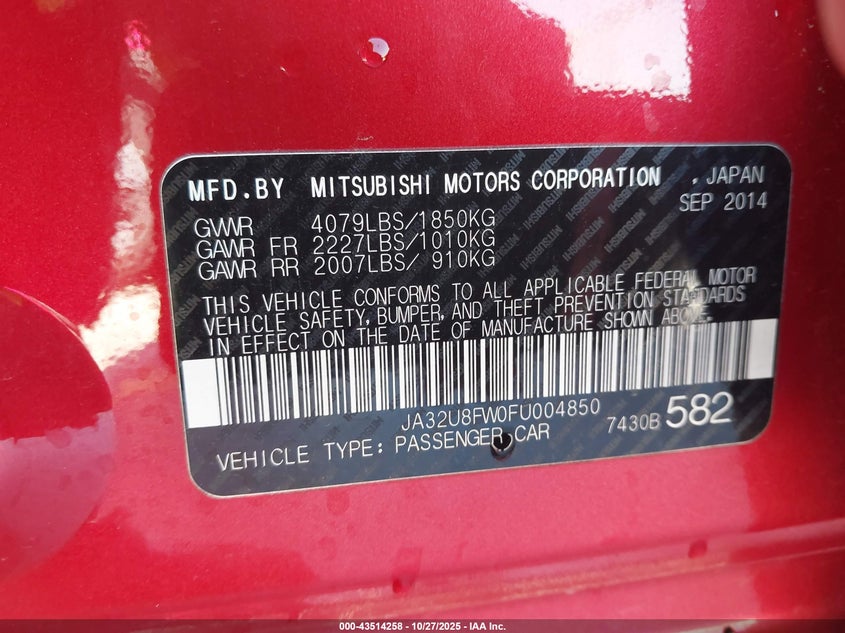 MFD.BY MITSUBISHI MOTORS CORPORATION , JAPAN
SEP 2014
GVWR 4079LBS/1850KG
GAWR FR 2227LBS/1010KG
GAWR RR 2007LBS/ 910KG
THIS VEHICLE CONFORMS TO ALL APPLICABLE FEDERAL MOTOR
VEHICLE SAFETY, BUMPER, AND THEFT PREVENTION STANDARDS
IN EFFECT ON THE DATE OF MANUFACTURE SHOWN ABOVE.
JA32U8FW0FU004850
7430B 582
VEHICLE TYPE: PASSENGER CAR
000-43514258 | 10/27/2025 - IAA Inc.